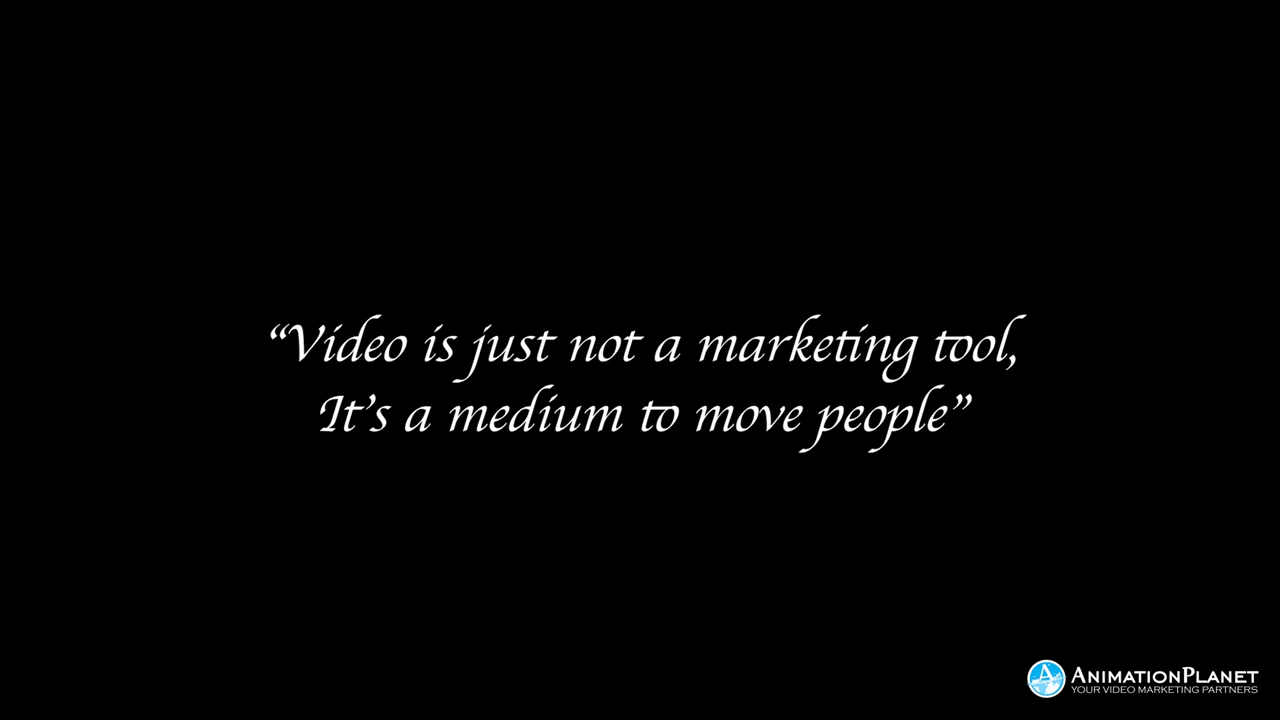 “Video is just not a marketing tool,
It’s a medium to move people”
ANIMATIONPLANET
YOUR VIDEO MARKETING PARTNERS